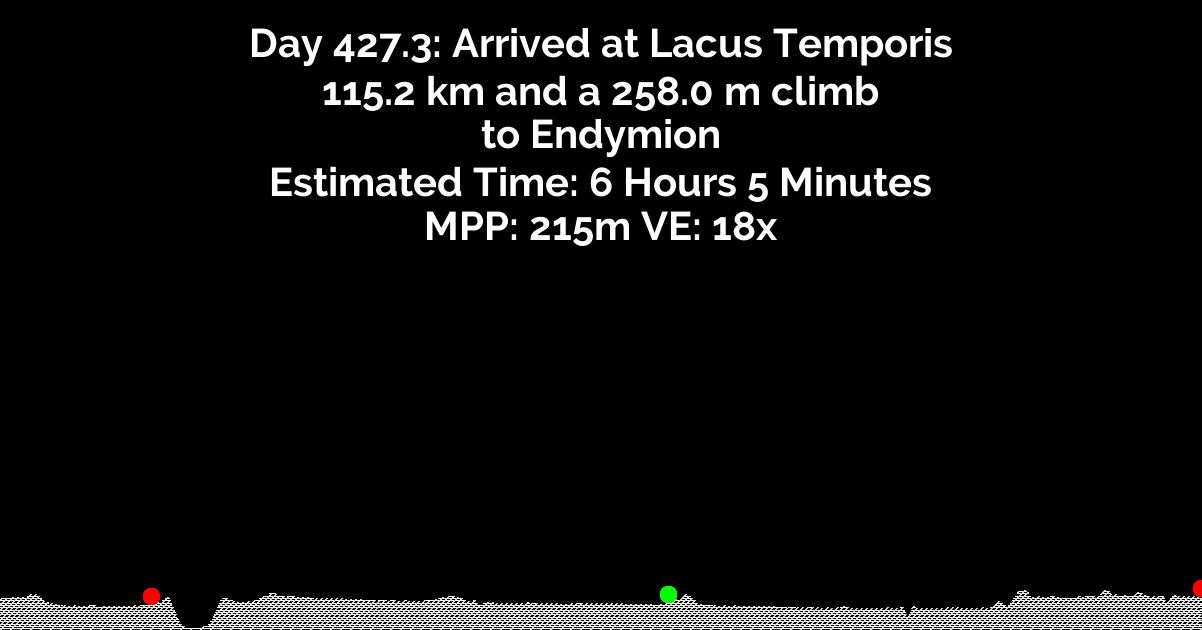 Day 427.3: Arrived at Lacus Temporis
115.2 km and a 258.0 m climb
to Endymion
Estimated Time: 6 Hours 5 Minutes
MPP: 215m VE: 18x